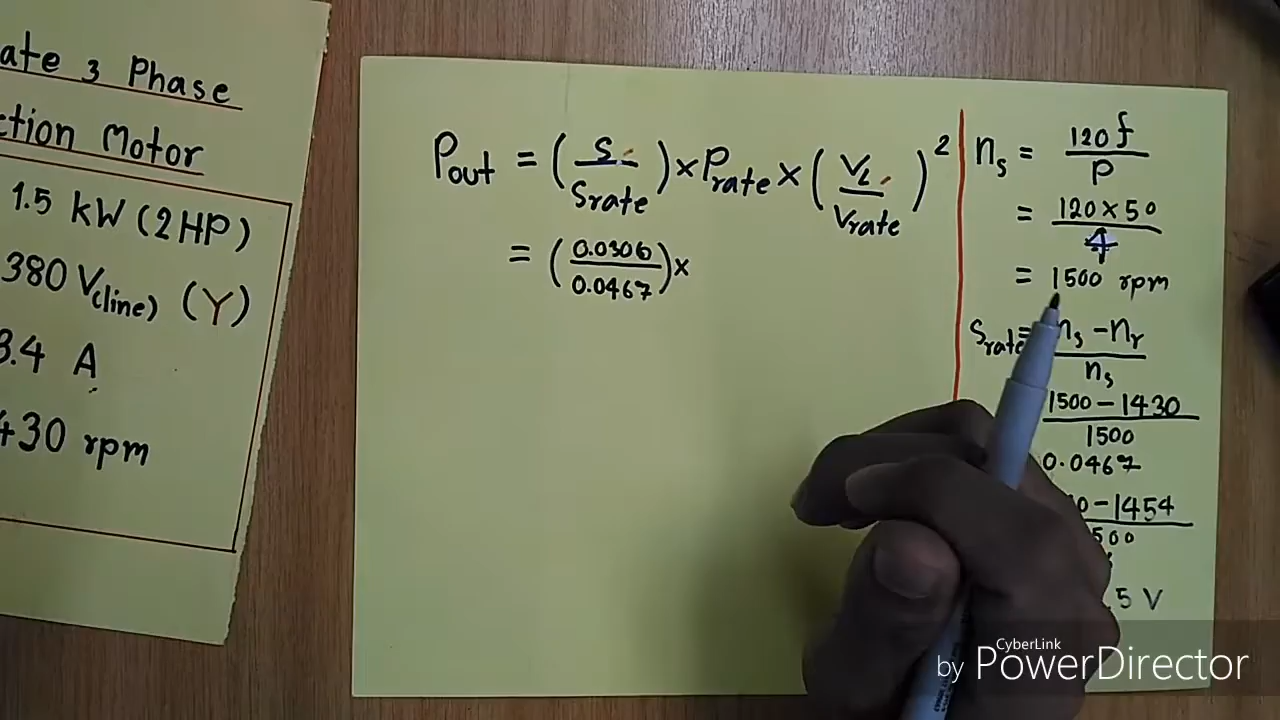 ate 3 Phase
ction Motor
1.5 kW (2HP)
380 V(line) (Y)
3.4 A
430 rpm
Pout = (s / Srate) × Prate × (VL / Vrate)²
= (0.0306 / 0.0467) ×
ns = 120f / P
= 120×50 / 4
= 1500 rpm
Srate = ns - nr / ns
1500 - 1430 / 1500
0.0467
0 - 1454 / 500
5 V
CyberLink
by PowerDirector